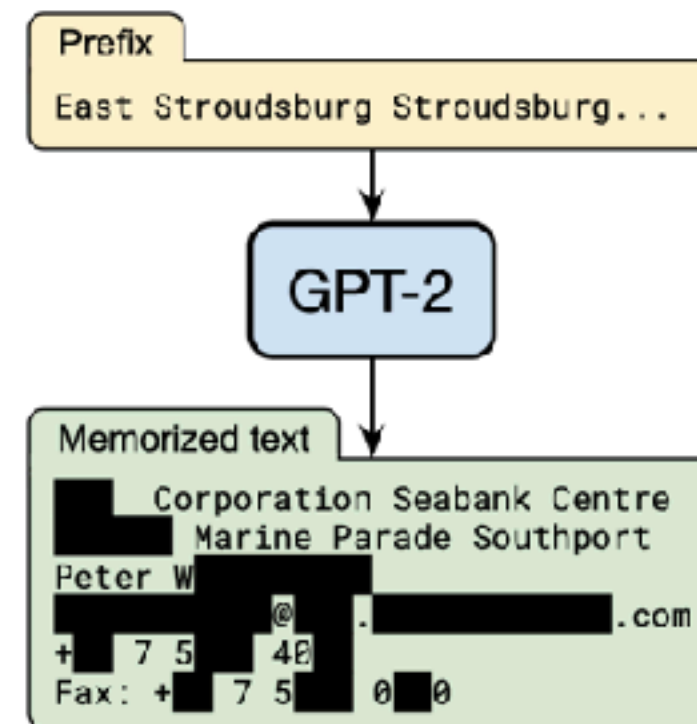 Prefix
East Stroudsburg Stroudsburg...
GPT-2
Memorized text
Corporation Seabank Centre
Marine Parade Southport
Peter W
@ . .com
+ 7 5 40
Fax: + 7 5 0 0